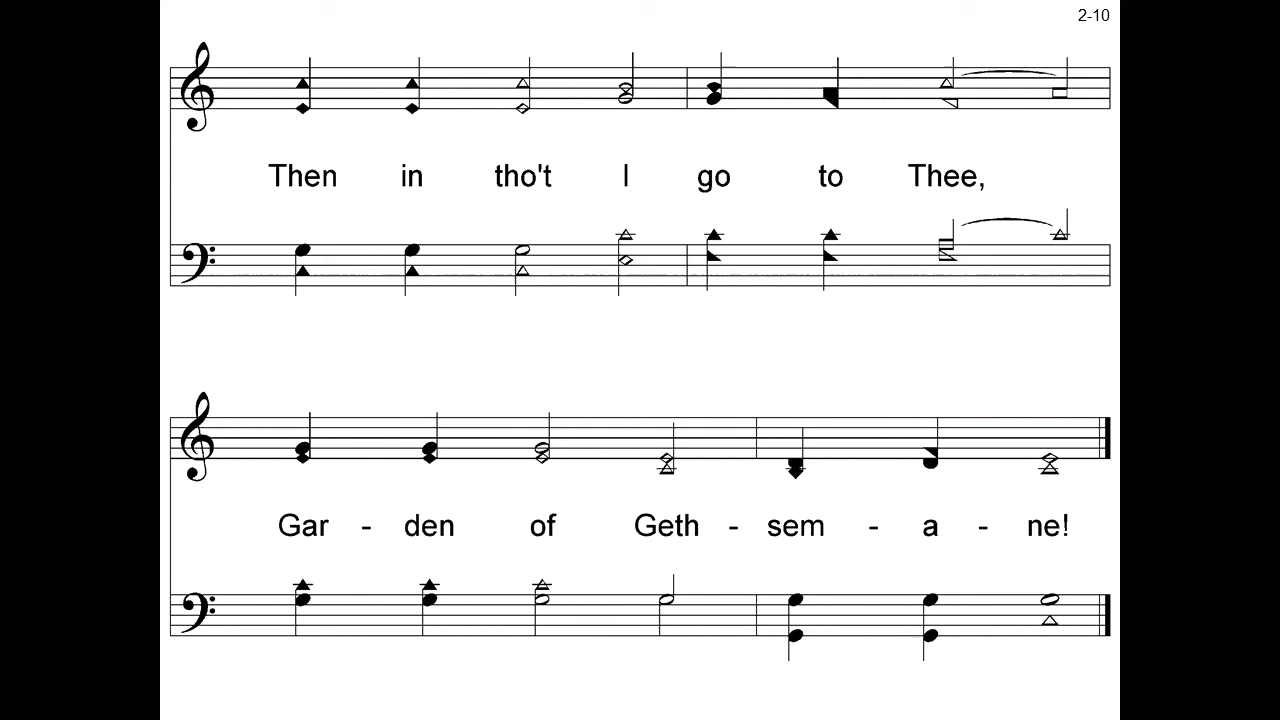 2-10
Then in tho't I go to Thee,
Gar - den of Geth - sem - a - ne!